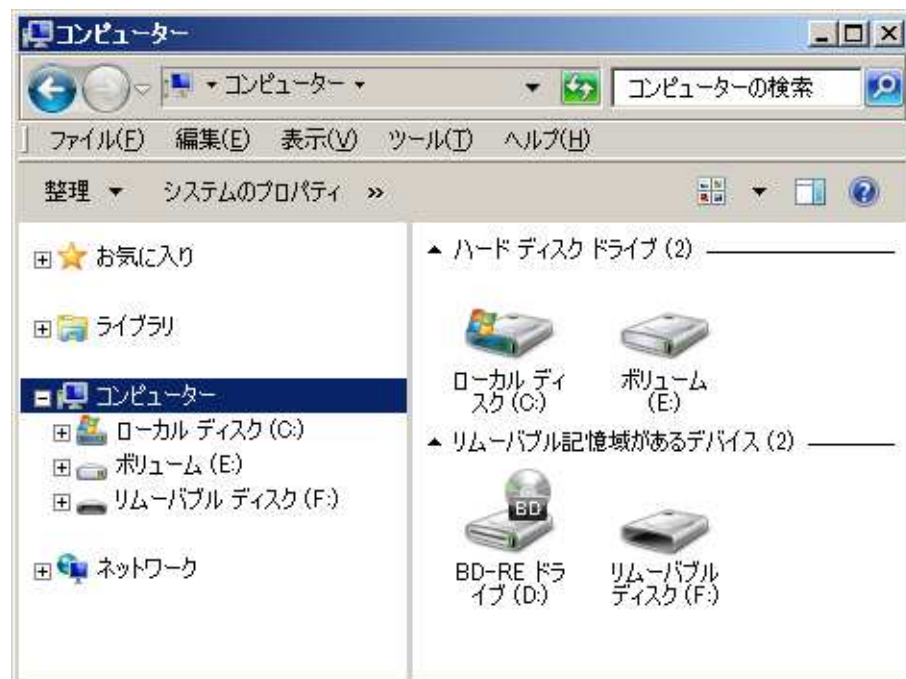 コンピューター
コンピューター
コンピューターの検索
ファイル(F) 編集(E) 表示(V) ツール(T) ヘルプ(H)
整理 システムのプロパティ »
お気に入り
ライブラリ
コンピューター
ローカル ディスク (C:)
ボリューム (E:)
リムーバブル ディスク (F:)
ネットワーク
ハード ディスク ドライブ (2)
ローカル ディ
スク (C:)
ボリューム
(E:)
リムーバブル記憶域があるデバイス (2)
BD
BD-RE ドラ
イブ (D:)
リムーバブル
ディスク (F:)